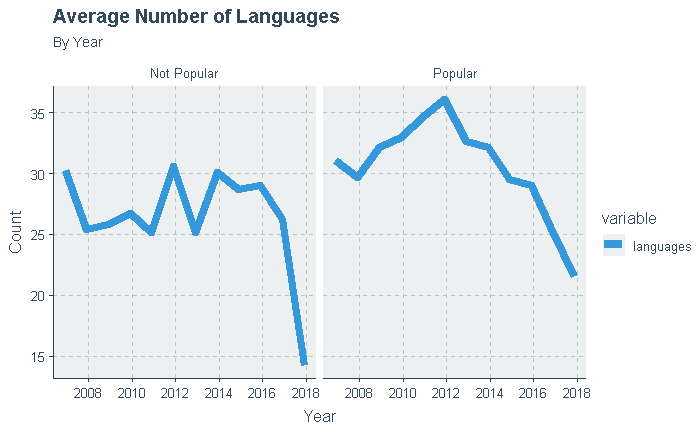 Average Number of Languages
By Year
Not Popular
Popular
35
30
25
20
15
Count
2008 2010 2012 2014 2016 2018
2008 2010 2012 2014 2016 2018
Year
variable
languages